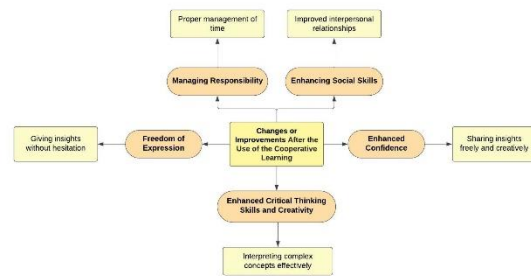 Proper management of
time
Improved interpersonal
relationships
Managing Responsibility
Enhancing Social Skills
Giving insights
without hesitation
Freedom of
Expression
Changes or
Improvements After the
Use of the Cooperative
Learning
Enhanced
Confidence
Sharing insights
freely and creatively
Enhanced Critical Thinking
Skills and Creativity
Interpreting complex
concepts effectively